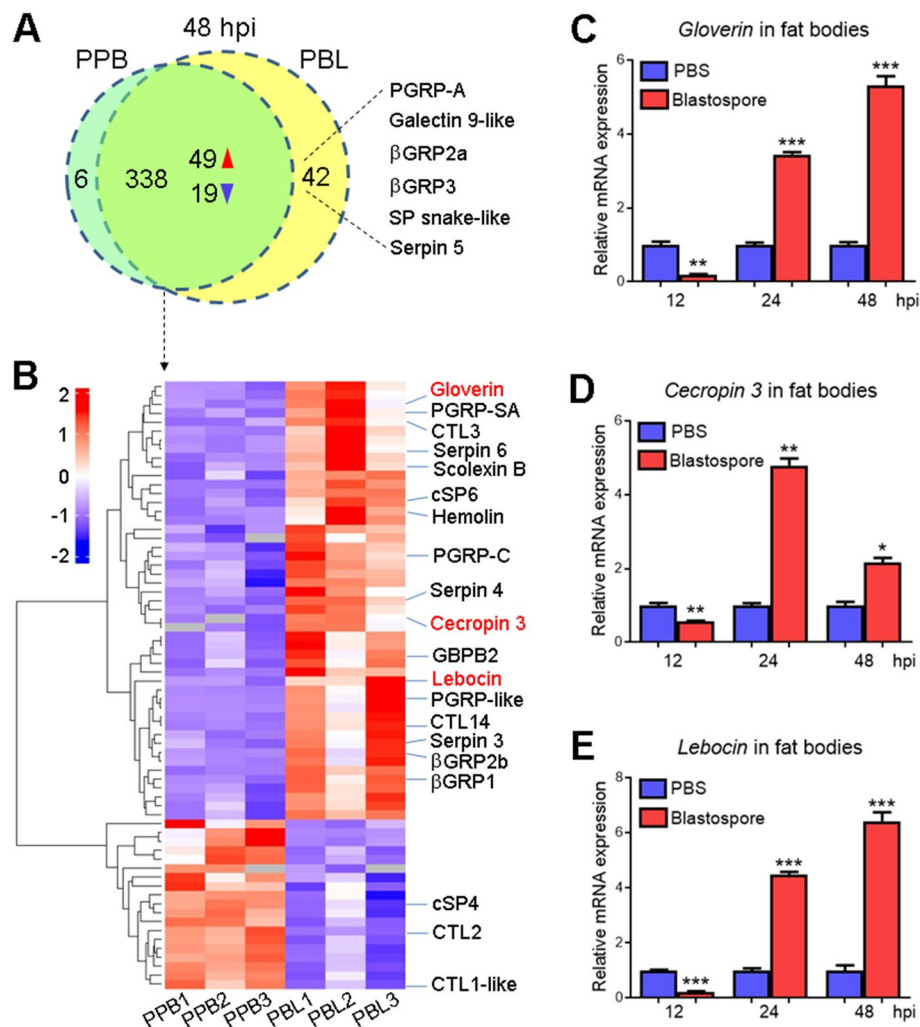 A
48 hpi
PPB
PBL
6
338
49
19
42
PGRP-A
Galectin 9-like
βGRP2a
βGRP3
SP snake-like
Serpin 5
B
2
1
0
-1
-2
Gloverin
PGRP-SA
CTL3
Serpin 6
Scolexin B
cSP6
Hemolin
PGRP-C
Serpin 4
Cecropin 3
GBPB2
Lebocin
PGRP-like
CTL14
Serpin 3
βGRP2b
βGRP1
cSP4
CTL2
CTL1-like
PPB1 PPB2 PPB3 PBL1 PBL2 PBL3
C
Gloverin in fat bodies
PBS
Blastospore
Relative mRNA expression
6
4
2
0
**
***
***
12 24 48 hpi
D
Cecropin 3 in fat bodies
PBS
Blastospore
Relative mRNA expression
6
4
2
0
**
**
*
12 24 48 hpi
E
Lebocin in fat bodies
PBS
Blastospore
Relative mRNA expression
8
6
4
2
0
***
***
***
12 24 48 hpi